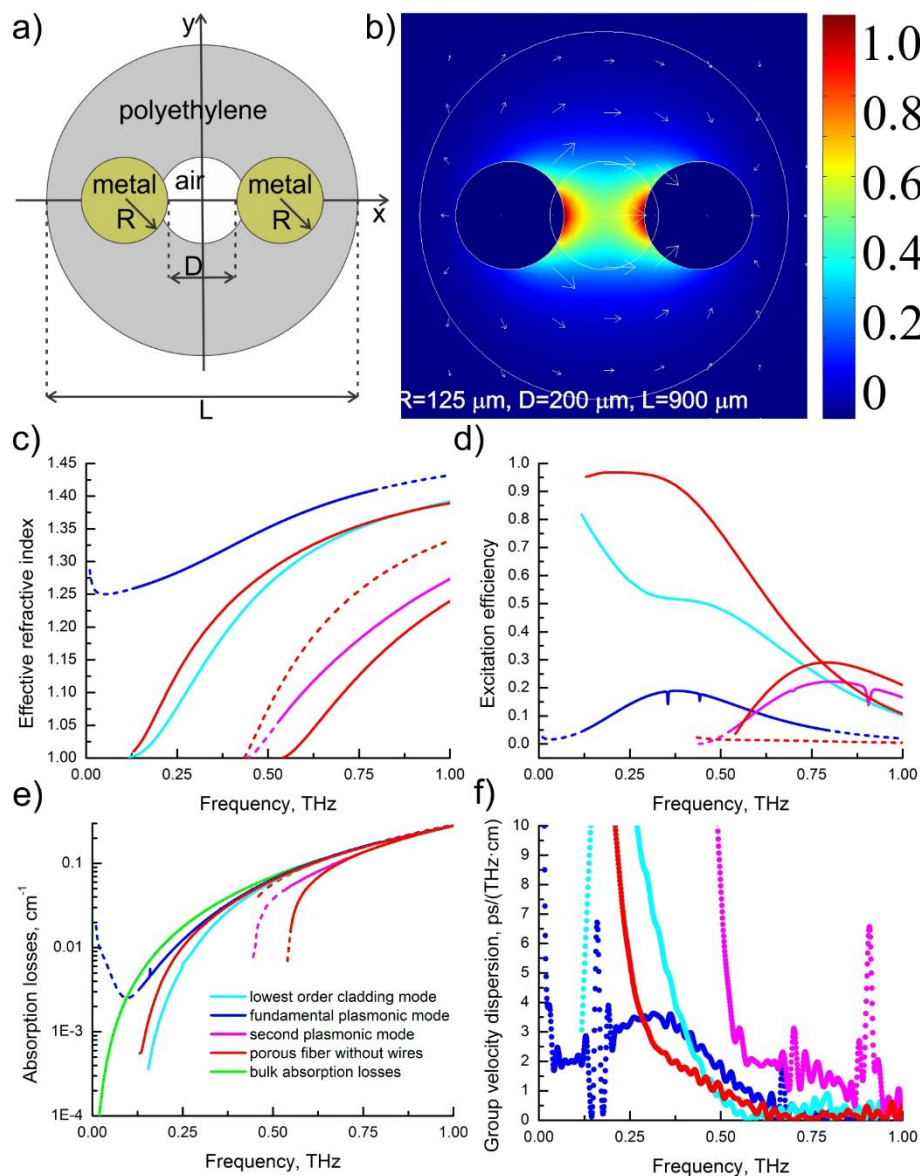 a)
y
polyethylene
metal
air
metal
R
R
x
D
L
b)
1.0
0.8
0.6
0.4
0.2
0
R=125 μm, D=200 μm, L=900 μm
c)
1.45
1.40
1.35
1.30
1.25
1.20
1.15
1.10
1.05
1.00
Effective refractive index
0.00 0.25 0.50 0.75 1.00
Frequency, THz
d)
1.0
0.9
0.8
0.7
0.6
0.5
0.4
0.3
0.2
0.1
0.0
Excitation efficiency
0.00 0.25 0.50 0.75 1.00
Frequency, THz
e)
0.1
0.01
1E-3
1E-4
Absorption losses, cm⁻¹
lowest order cladding mode
fundamental plasmonic mode
second plasmonic mode
porous fiber without wires
bulk absorption losses
0.00 0.25 0.50 0.75 1.00
Frequency, THz
f)
10
9
8
7
6
5
4
3
2
1
0
Group velocity dispersion, ps/(THz·cm)
0.00 0.25 0.50 0.75 1.00
Frequency, THz